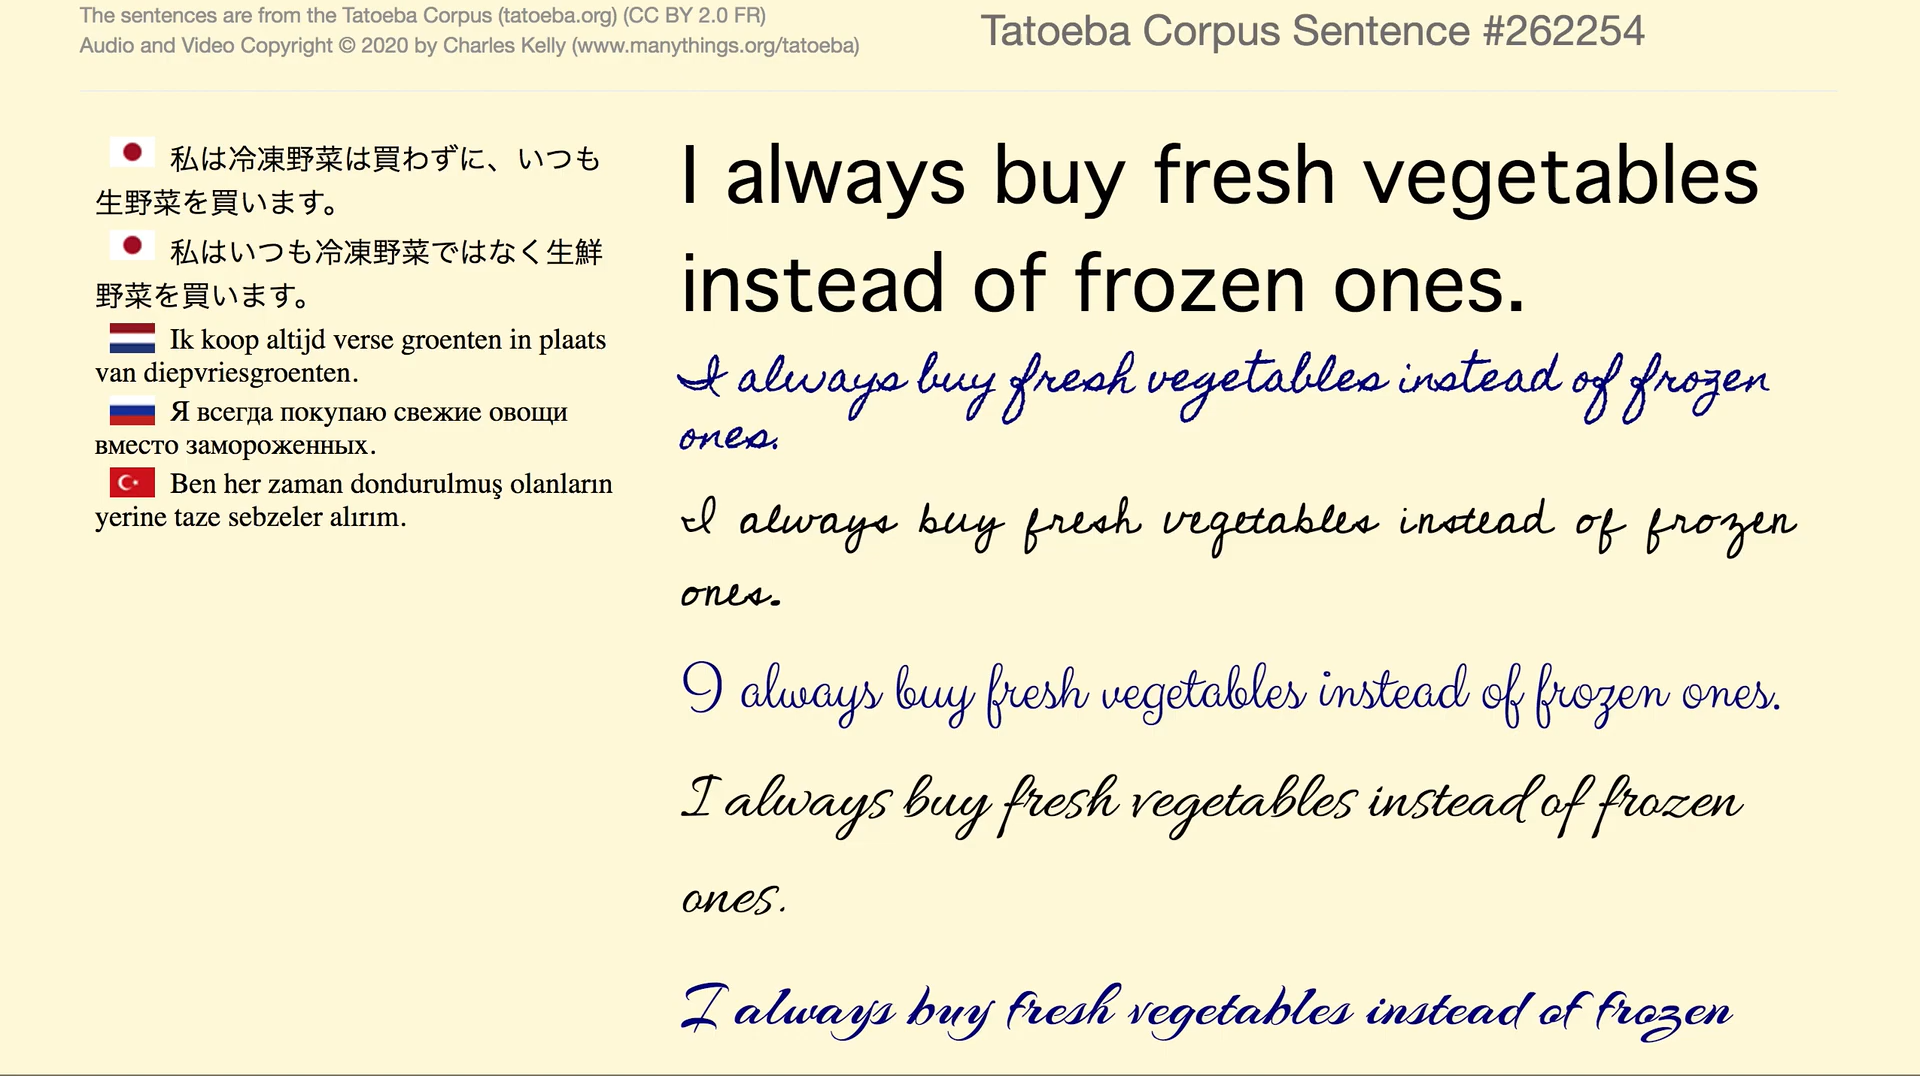 The sentences are from the Tatoeba Corpus (tatoeba.org) (CC BY 2.0 FR)
Audio and Video Copyright © 2020 by Charles Kelly (www.manythings.org/tatoeba)
Tatoeba Corpus Sentence #262254
私は冷凍野菜は買わずに、いつも
生野菜を買います。
私はいつも冷凍野菜ではなく生鮮
野菜を買います。
Ik koop altijd verse groenten in plaats
van diepvriesgroenten.
Я всегда покупаю свежие овощи
вместо замороженных.
Ben her zaman dondurulmuş olanların
yerine taze sebzeler alırım.
I always buy fresh vegetables
instead of frozen ones.
I always buy fresh vegetables instead of frozen
ones.
I always buy fresh vegetables instead of frozen
ones.
I always buy fresh vegetables instead of frozen ones.
I always buy fresh vegetables instead of frozen
ones.
I always buy fresh vegetables instead of frozen